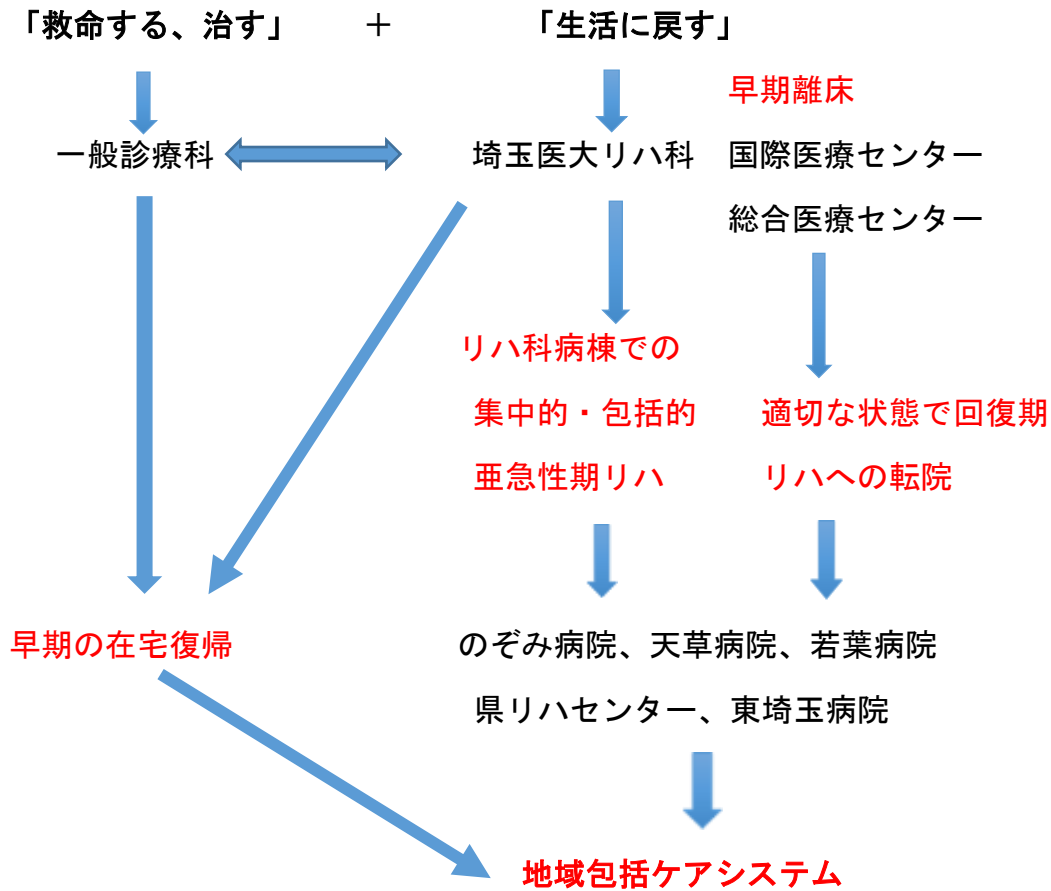 「救命する、治す」　＋　「生活に戻す」
早期離床
一般診療科　埼玉医大リハ科　国際医療センター
総合医療センター
リハ科病棟での
集中的・包括的　適切な状態で回復期
亜急性期リハ　リハへの転院
早期の在宅復帰　のぞみ病院、天草病院、若葉病院
県リハセンター、東埼玉病院
地域包括ケアシステム